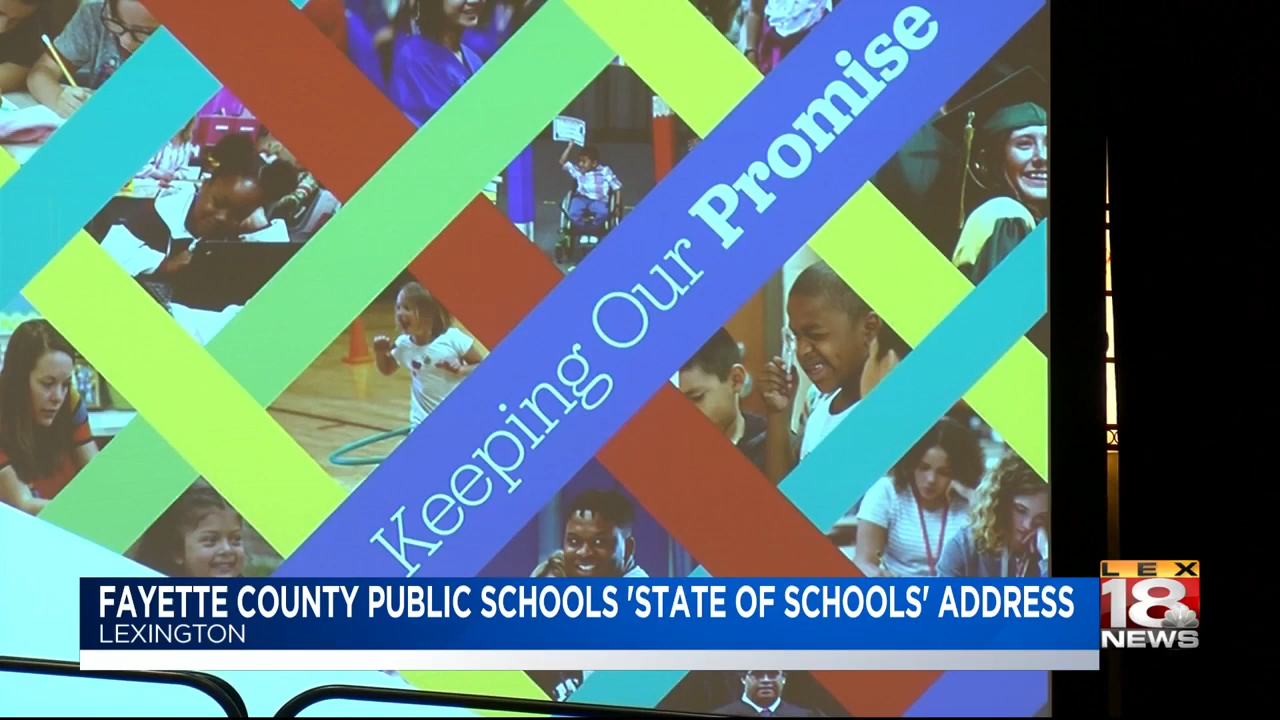 Keeping Our Promise
FAYETTE COUNTY PUBLIC SCHOOLS 'STATE OF SCHOOLS' ADDRESS
LEXINGTON
LEX
18
NEWS